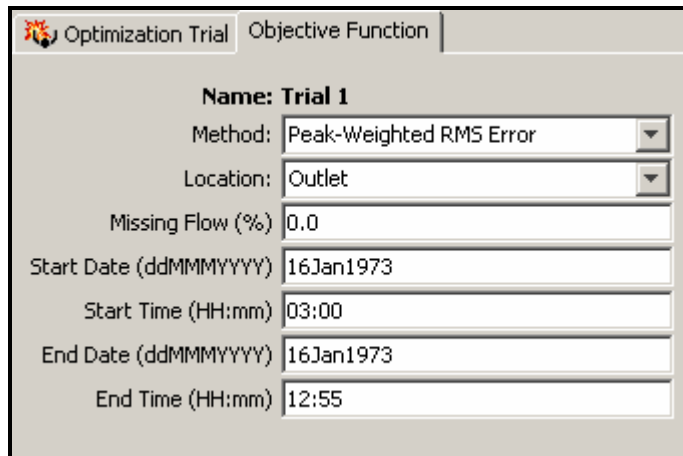 Optimization Trial Objective Function
Name: Trial 1
Method: Peak-Weighted RMS Error
Location: Outlet
Missing Flow (%) 0.0
Start Date (ddMMMYYYY) 16Jan1973
Start Time (HH:mm) 03:00
End Date (ddMMMYYYY) 16Jan1973
End Time (HH:mm) 12:55